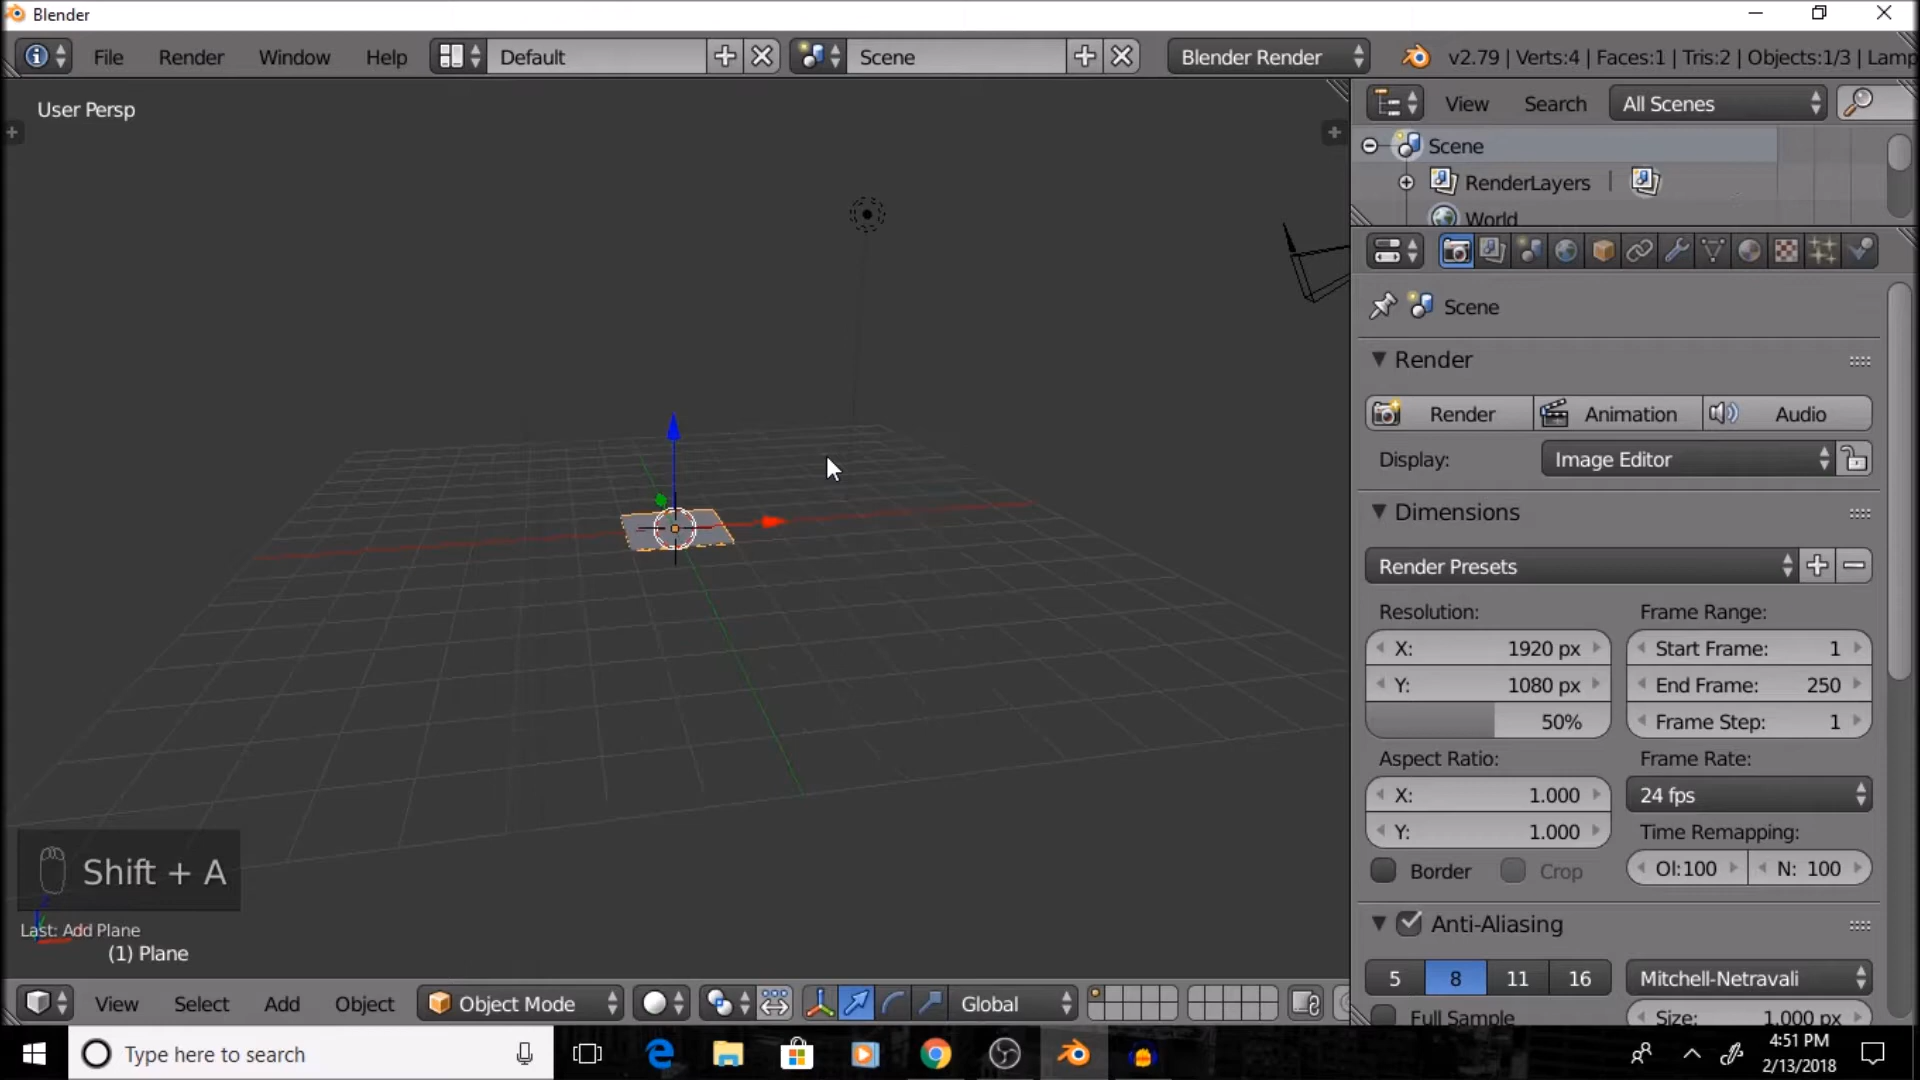 Blender
File Render Window Help Default Scene Blender Render v2.79 | Verts:4 | Faces:1 | Tris:2 | Objects:1/3 | Lamp
User Persp
View Search All Scenes
Scene
RenderLayers
World
Scene
Render
Render Animation Audio
Display: Image Editor
Dimensions
Render Presets
Resolution: Frame Range:
X: 1920 px Start Frame: 1
Y: 1080 px End Frame: 250
50% Frame Step: 1
Aspect Ratio: Frame Rate:
X: 1.000 24 fps
Y: 1.000 Time Remapping:
Border Crop Ol:100 N: 100
Shift + A
Last: Add Plane
(1) Plane
Anti-Aliasing
5 8 11 16 Mitchell-Netravali
Full Sample Size: 1.000 px
View Select Add Object Object Mode Global
Type here to search
4:51 PM
2/13/2018